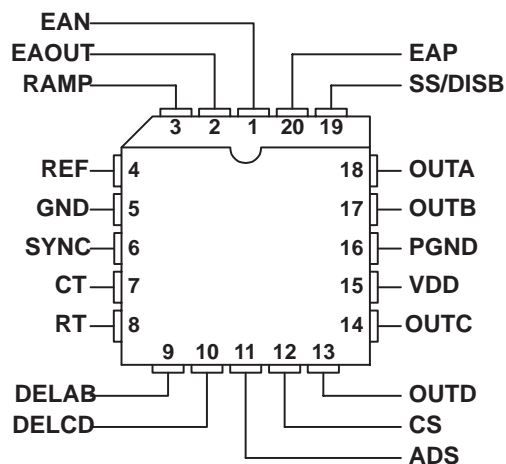 EAN
EAOUT EAP
RAMP SS/DISB
3 2 1 20 19
REF 4 18 OUTA
GND 5 17 OUTB
SYNC 6 16 PGND
CT 7 15 VDD
RT 8 14 OUTC
9 10 11 12 13
DELAB OUTD
DELCD CS
ADS